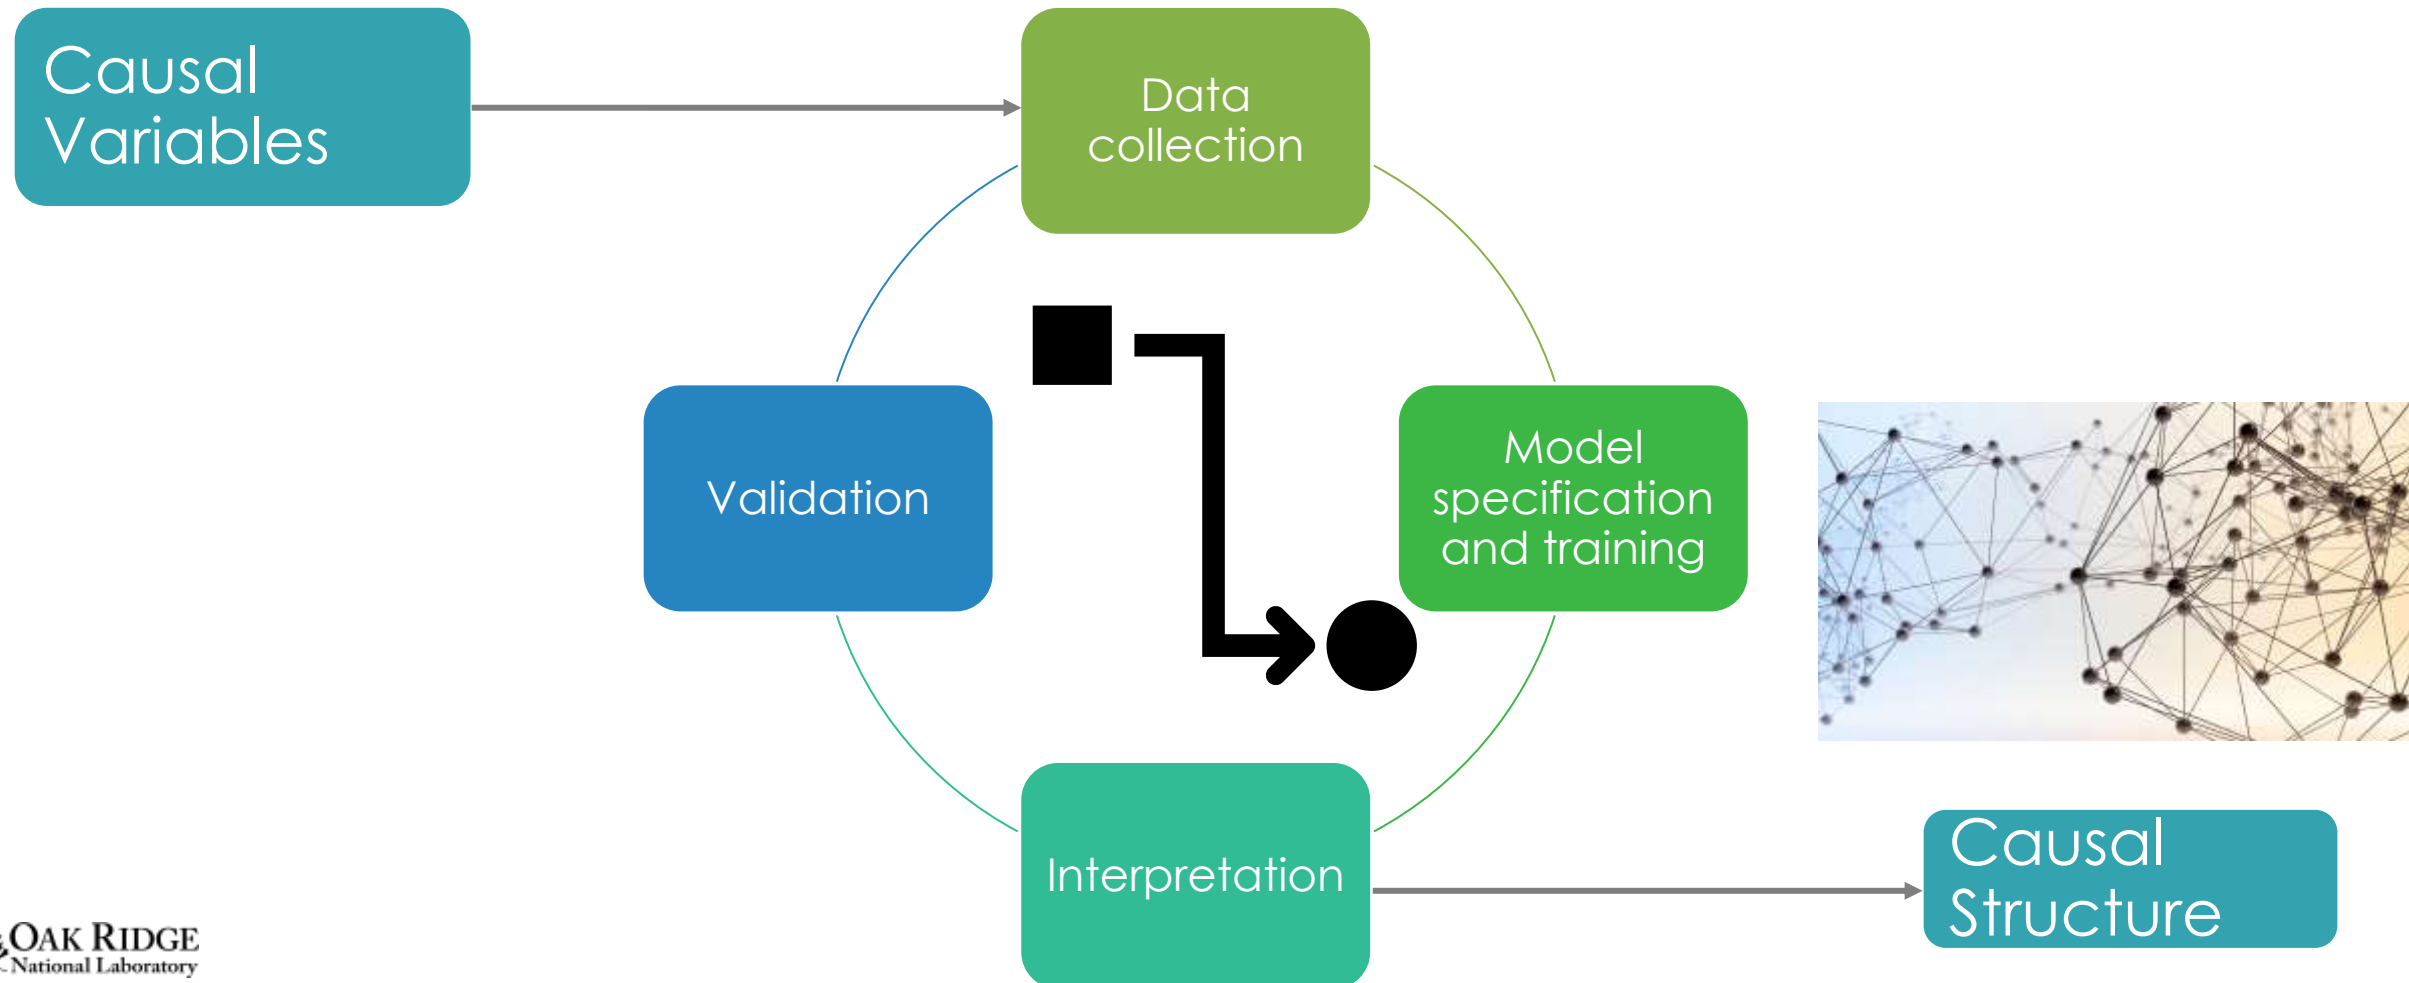 Causal
Variables
Data
collection
Validation
Model
specification
and training
Interpretation
Causal
Structure
OAK RIDGE
National Laboratory